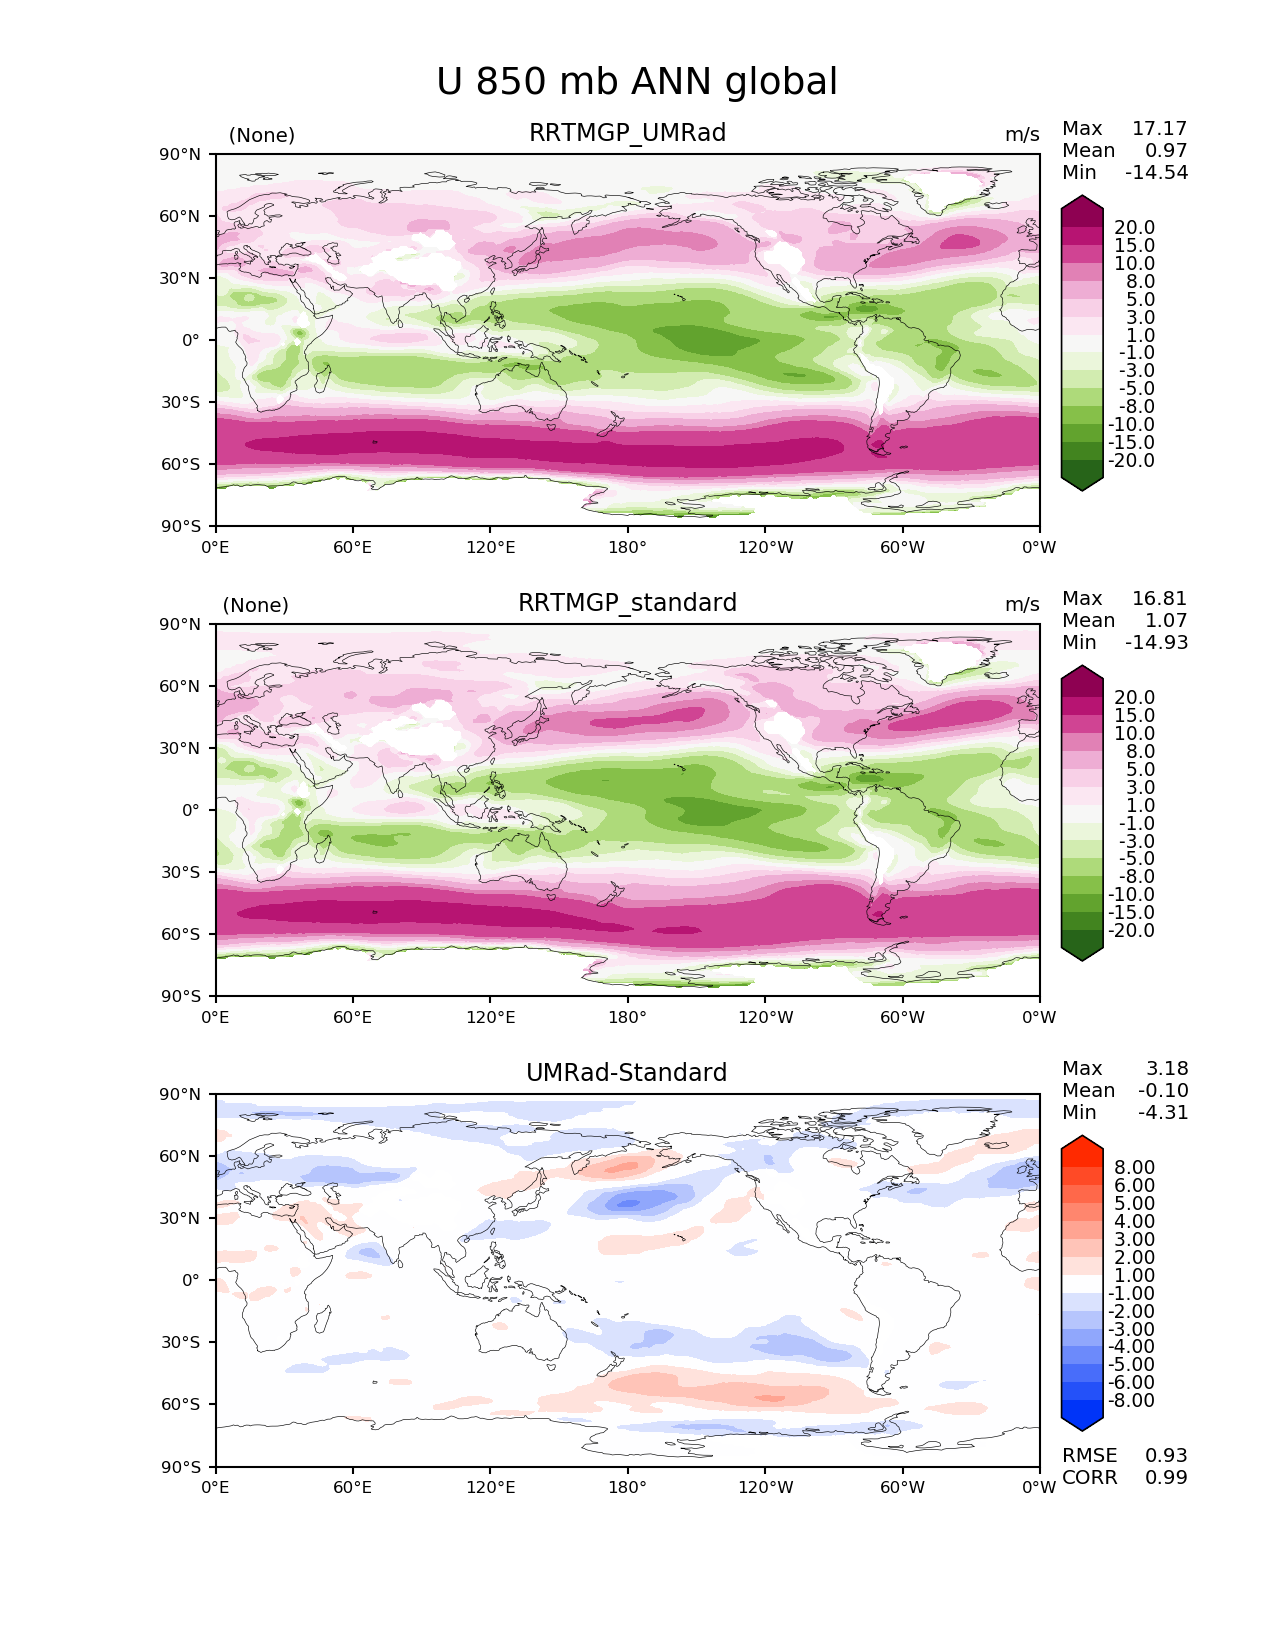 U 850 mb ANN global
(None) RRTMGP_UMRad m/s
Max 17.17
Mean 0.97
Min -14.54
90°N
60°N
30°N
0°
30°S
60°S
90°S
0°E 60°E 120°E 180° 120°W 60°W 0°W
20.0
15.0
10.0
8.0
5.0
3.0
1.0
-1.0
-3.0
-5.0
-8.0
-10.0
-15.0
-20.0
(None) RRTMGP_standard m/s
Max 16.81
Mean 1.07
Min -14.93
90°N
60°N
30°N
0°
30°S
60°S
90°S
0°E 60°E 120°E 180° 120°W 60°W 0°W
20.0
15.0
10.0
8.0
5.0
3.0
1.0
-1.0
-3.0
-5.0
-8.0
-10.0
-15.0
-20.0
UMRad-Standard
Max 3.18
Mean -0.10
Min -4.31
90°N
60°N
30°N
0°
30°S
60°S
90°S
0°E 60°E 120°E 180° 120°W 60°W 0°W
8.00
6.00
5.00
4.00
3.00
2.00
1.00
-1.00
-2.00
-3.00
-4.00
-5.00
-6.00
-8.00
RMSE 0.93
CORR 0.99